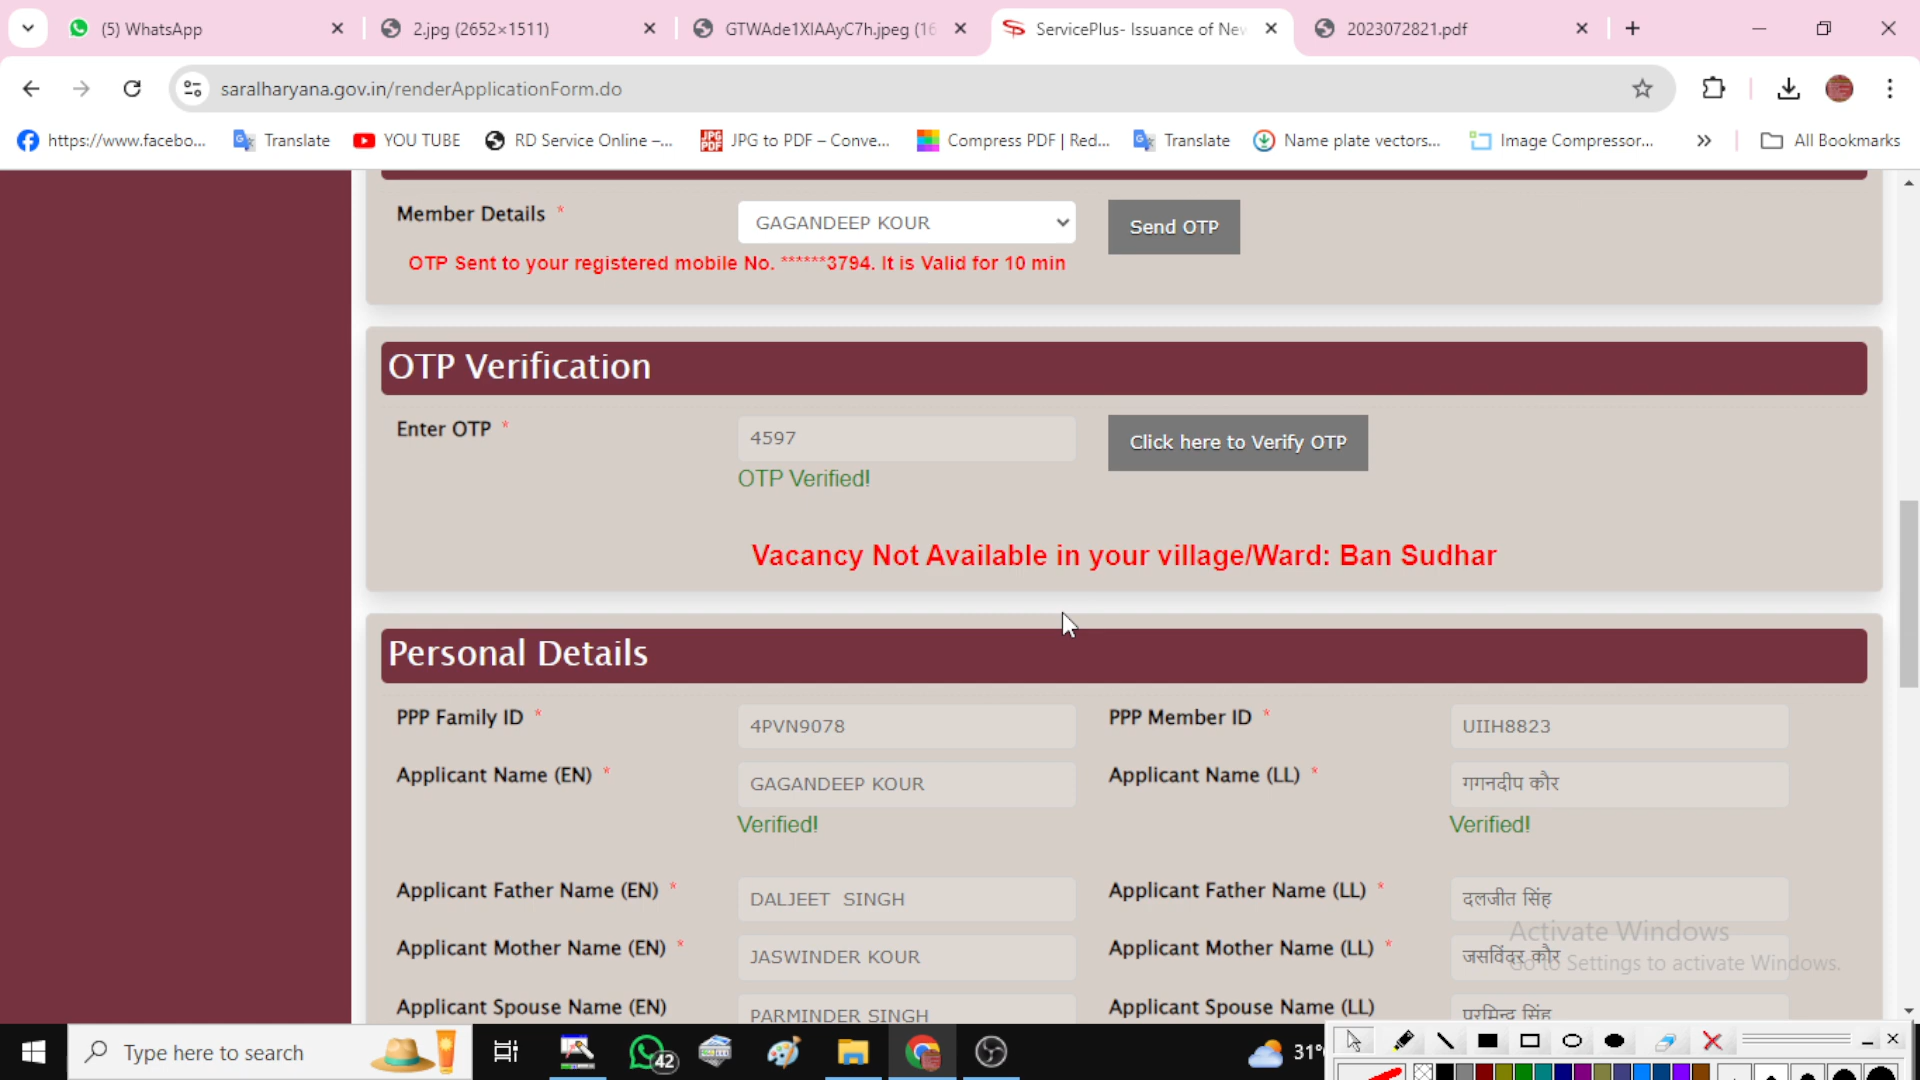 (5) WhatsApp
2.jpg (2652×1511)
GTWAde1XIAAyC7h.jpeg (16
ServicePlus- Issuance of New
2023072821.pdf
saralharyana.gov.in/renderApplicationForm.do
https://www.facebo...
Translate
YOU TUBE
RD Service Online –...
JPG to PDF – Conve...
Compress PDF | Red...
Translate
Name plate vectors...
Image Compressor...
»
All Bookmarks
Member Details *
GAGANDEEP KOUR
Send OTP
OTP Sent to your registered mobile No. ******3794. It is Valid for 10 min
OTP Verification
Enter OTP *
4597
Click here to Verify OTP
OTP Verified!
Vacancy Not Available in your village/Ward: Ban Sudhar
Personal Details
PPP Family ID *
4PVN9078
PPP Member ID *
UIIH8823
Applicant Name (EN) *
GAGANDEEP KOUR
Applicant Name (LL) *
गगनदीप कौर
Verified!
Verified!
Applicant Father Name (EN) *
DALJEET SINGH
Applicant Father Name (LL) *
दलजीत सिंह
Activate Windows
Applicant Mother Name (EN) *
JASWINDER KOUR
Applicant Mother Name (LL) *
जसविंदर कौर
Go to Settings to activate Windows.
Applicant Spouse Name (EN)
PARMINDER SINGH
Applicant Spouse Name (LL)
परमिन्द्र सिंह
Type here to search
42
31°